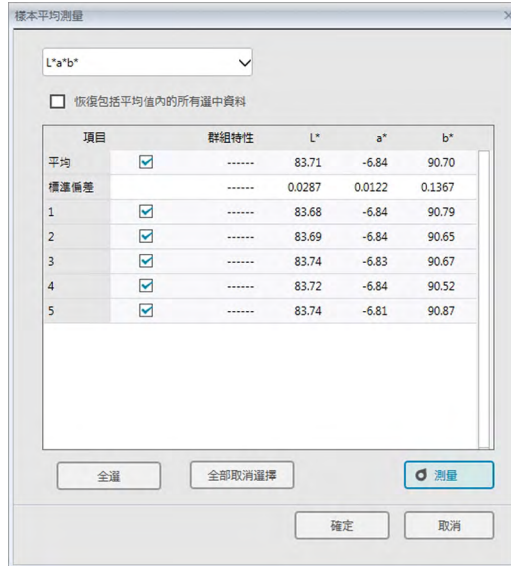 樣本平均測量
L*a*b*
恢復包括平均值內的所有選中資料
項目 群組特性 L* a* b*
平均 ------ 83.71 -6.84 90.70
標準偏差 ------ 0.0287 0.0122 0.1367
1 ------ 83.68 -6.84 90.79
2 ------ 83.69 -6.84 90.65
3 ------ 83.74 -6.83 90.67
4 ------ 83.72 -6.84 90.52
5 ------ 83.74 -6.81 90.87
全選 全部取消選擇 測量
確定 取消